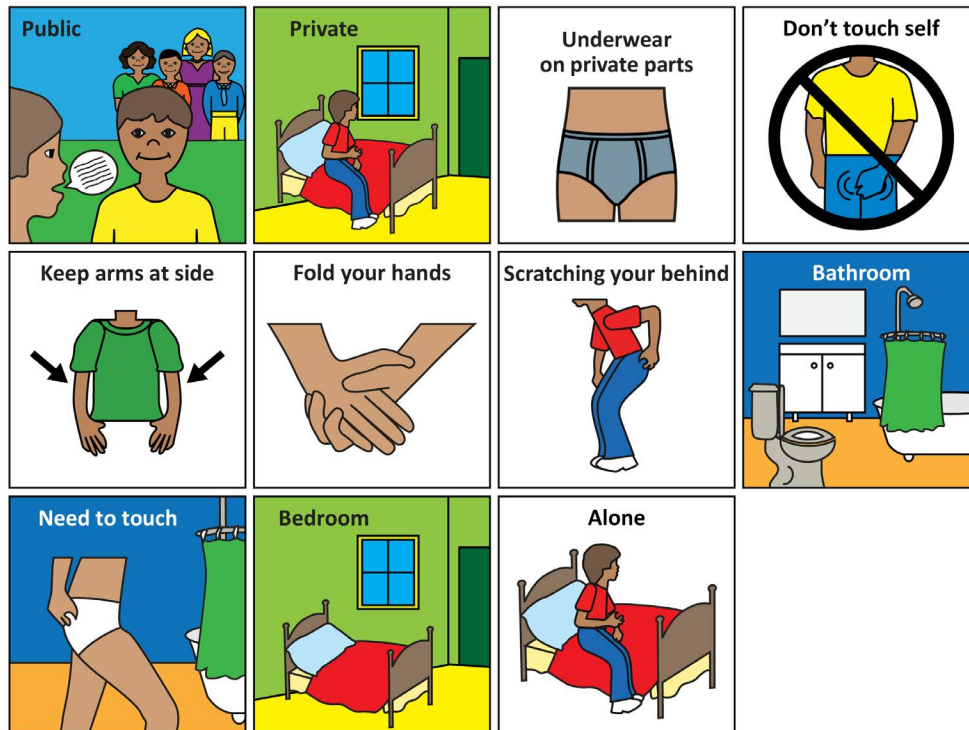 Public
Private
Underwear
on private parts
Don't touch self
Keep arms at side
Fold your hands
Scratching your behind
Bathroom
Need to touch
Bedroom
Alone